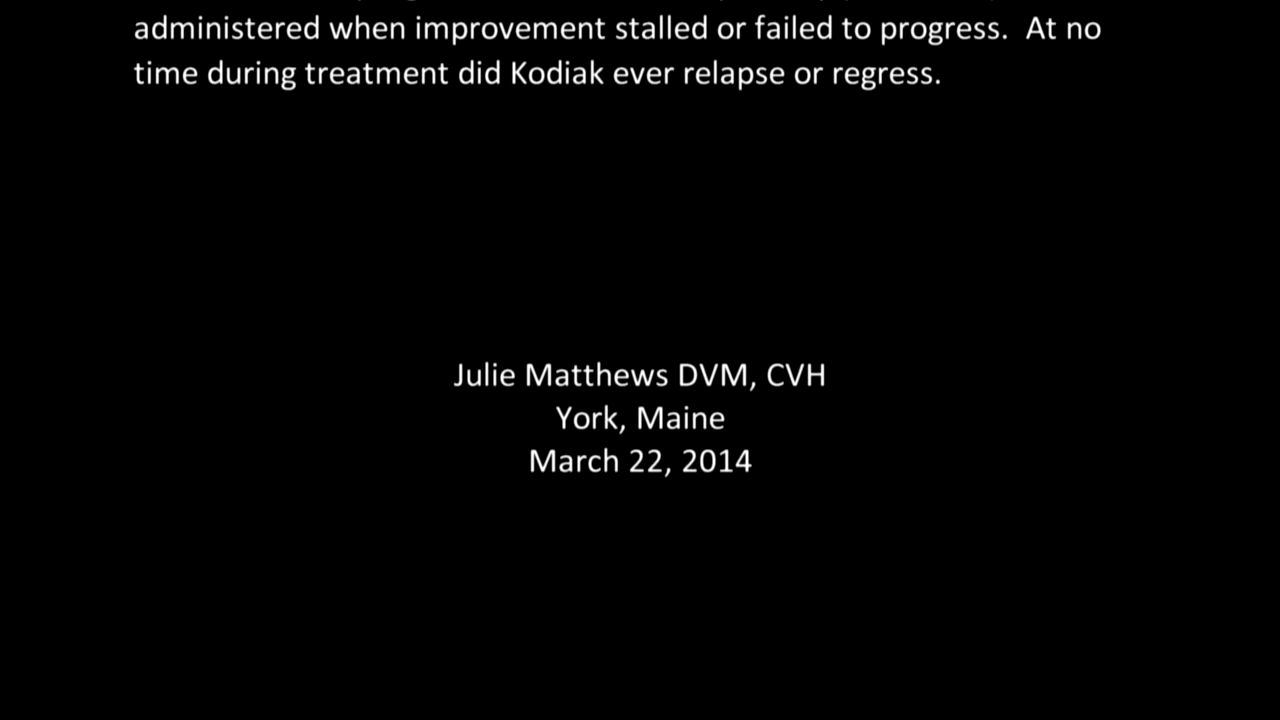 administered when improvement stalled or failed to progress.  At no
time during treatment did Kodiak ever relapse or regress.
Julie Matthews DVM, CVH
York, Maine
March 22, 2014